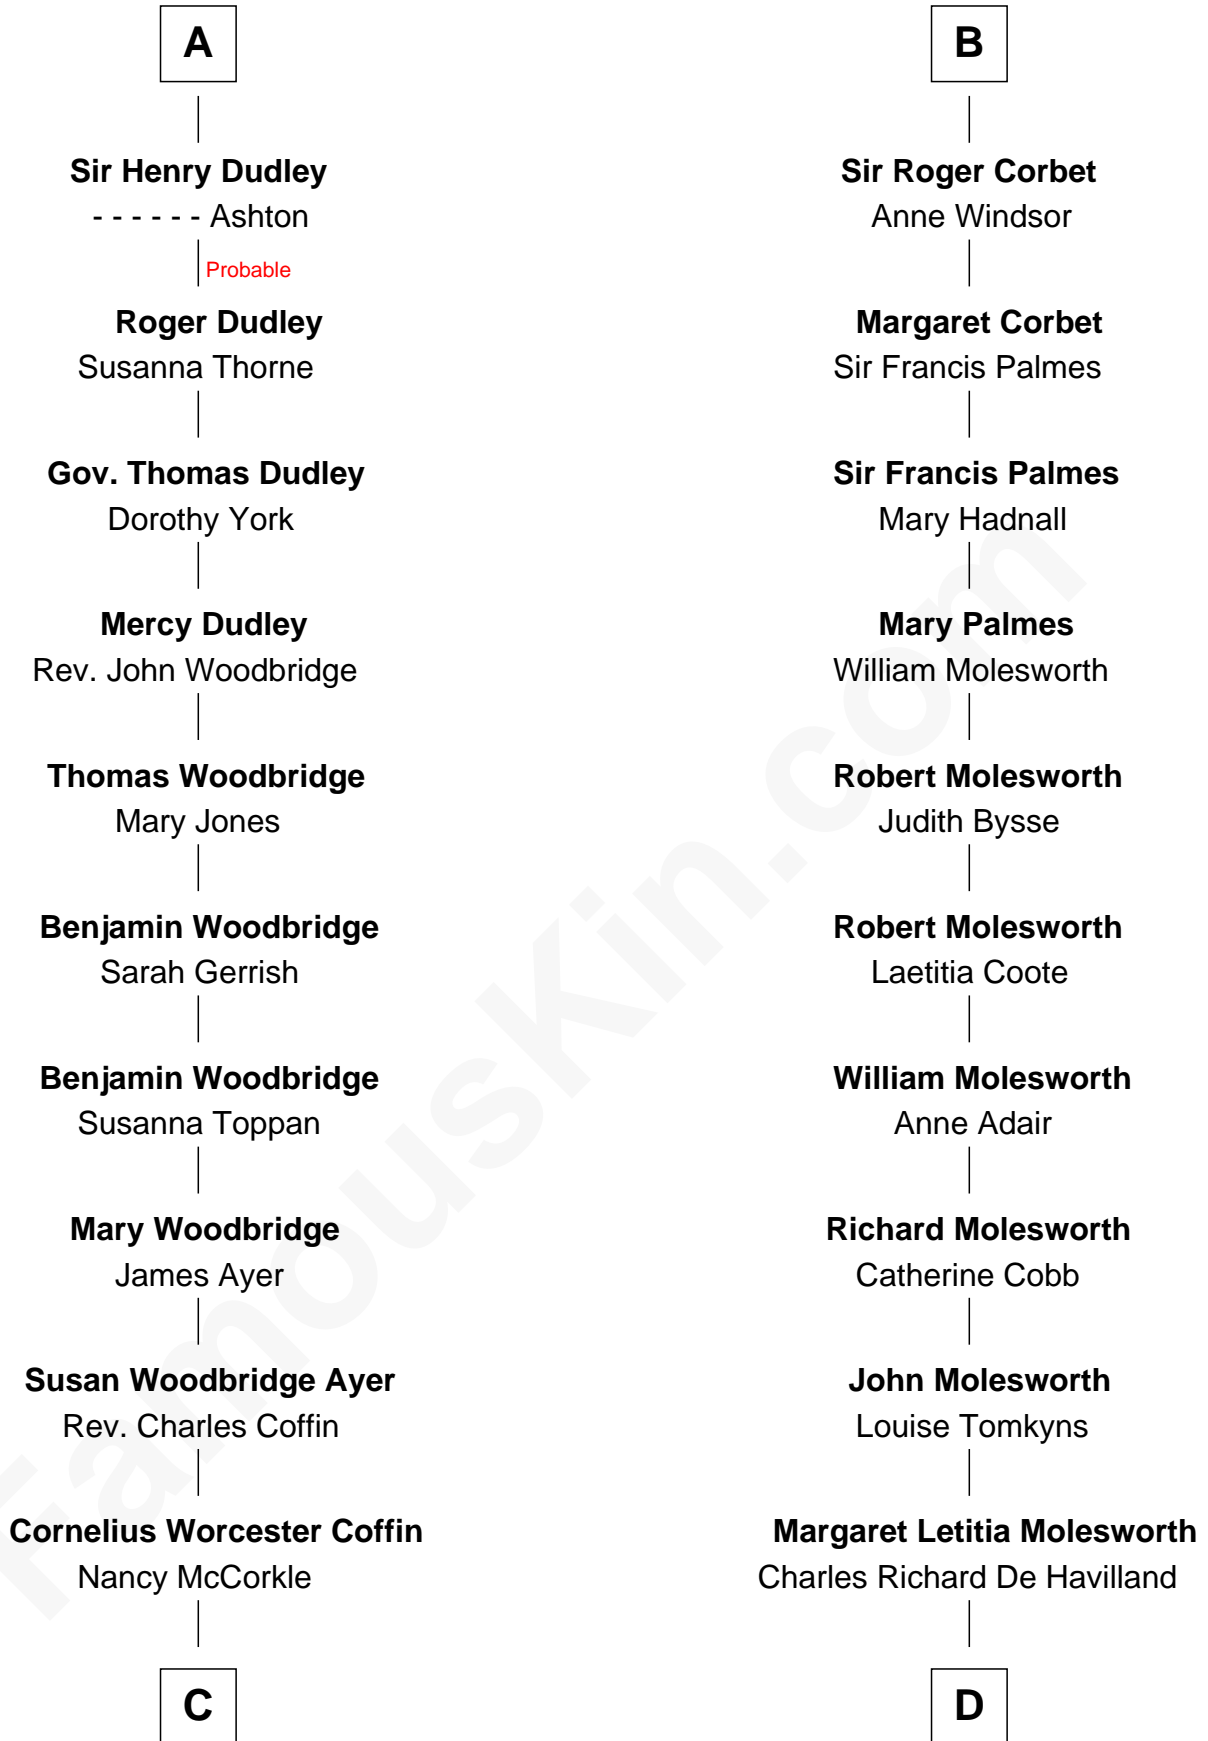 A
Sir Henry Dudley
- - - - - - Ashton
Probable
Roger Dudley
Susanna Thorne
Gov. Thomas Dudley
Dorothy York
Mercy Dudley
Rev. John Woodbridge
Thomas Woodbridge
Mary Jones
Benjamin Woodbridge
Sarah Gerrish
Benjamin Woodbridge
Susanna Toppan
Mary Woodbridge
James Ayer
Susan Woodbridge Ayer
Rev. Charles Coffin
Cornelius Worcester Coffin
Nancy McCorkle
C
B
Sir Roger Corbet
Anne Windsor
Margaret Corbet
Sir Francis Palmes
Sir Francis Palmes
Mary Hadnall
Mary Palmes
William Molesworth
Robert Molesworth
Judith Bysse
Robert Molesworth
Laetitia Coote
William Molesworth
Anne Adair
Richard Molesworth
Catherine Cobb
John Molesworth
Louise Tomkyns
Margaret Letitia Molesworth
Charles Richard De Havilland
D
FamousKin.com